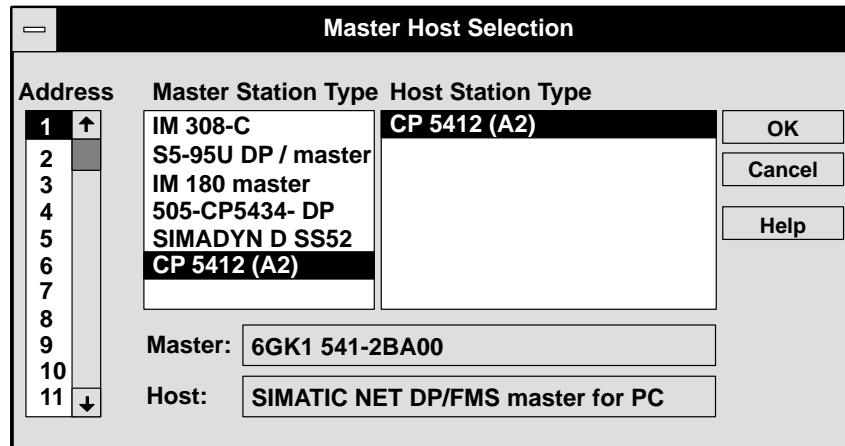 Master Host Selection
Address
Master Station Type
Host Station Type
1
2
3
4
5
6
7
8
9
10
11
IM 308-C
S5-95U DP / master
IM 180 master
505-CP5434- DP
SIMADYN D SS52
CP 5412 (A2)
CP 5412 (A2)
OK
Cancel
Help
Master: 6GK1 541-2BA00
Host: SIMATIC NET DP/FMS master for PC